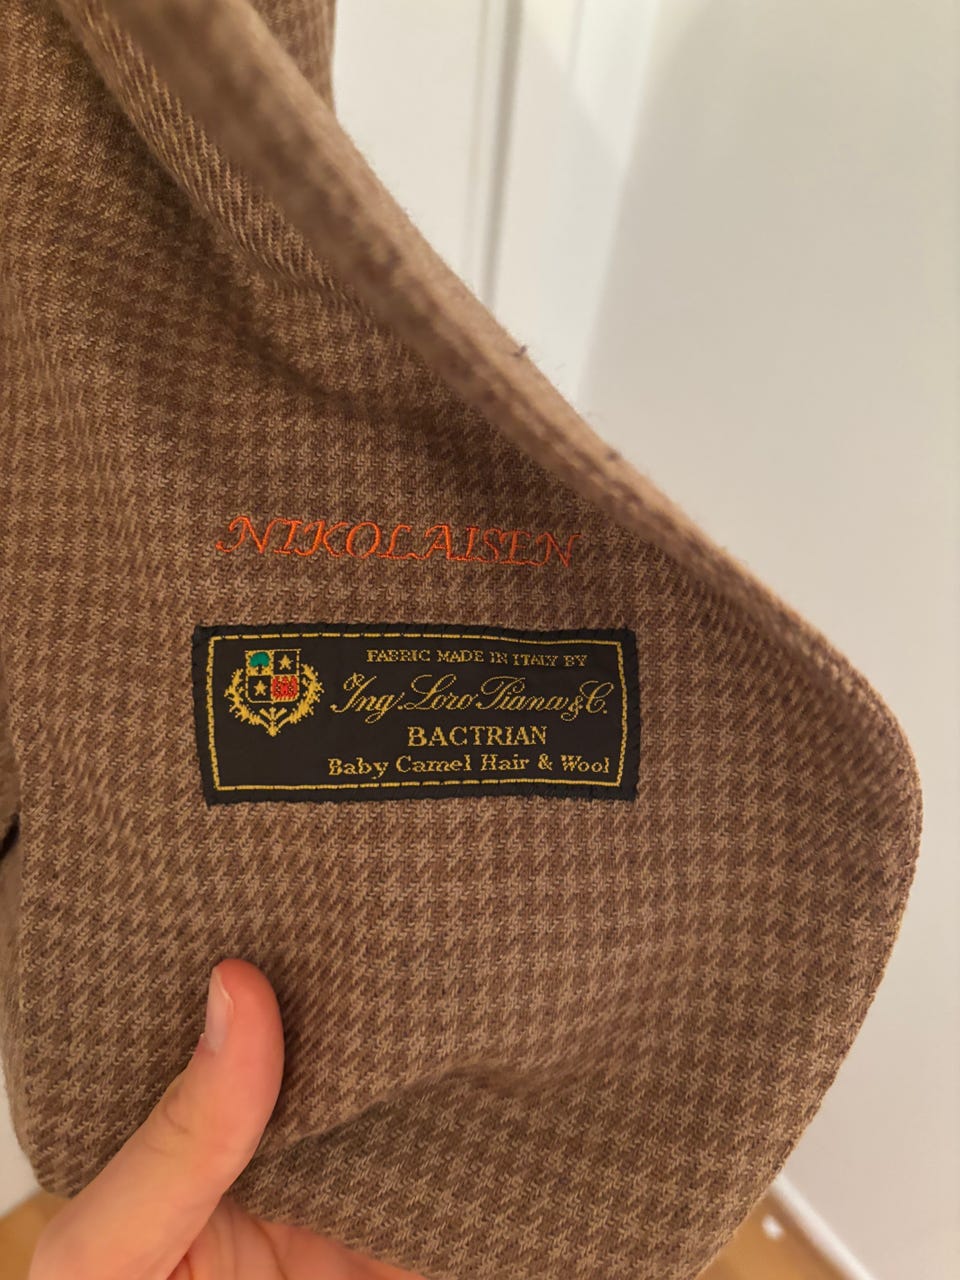 NIKOLAISEN
FABRIC MADE IN ITALY BY
Ing. Loro Piana & C.
BACTRIAN
Baby Camel Hair & Wool